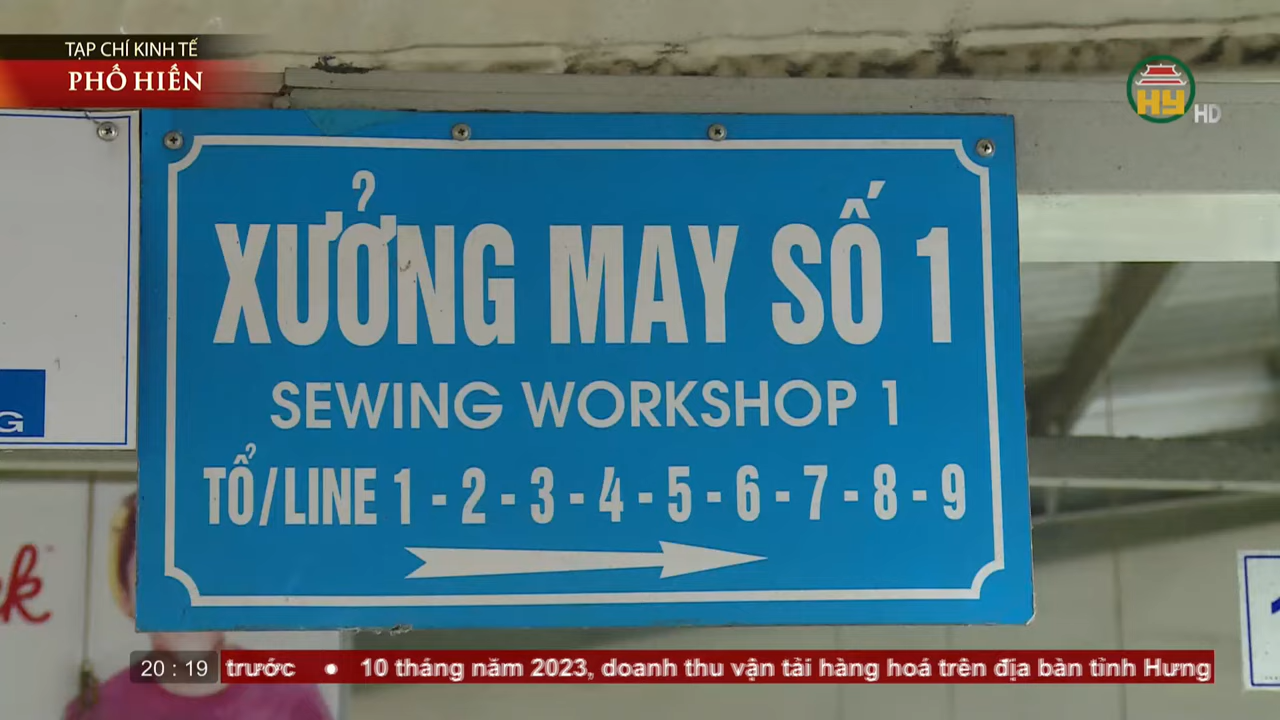 TẠP CHÍ KINH TẾ
PHỐ HIẾN
HY HD
XƯỞNG MAY SỐ 1
SEWING WORKSHOP 1
TỔ/LINE 1 - 2 - 3 - 4 - 5 - 6 - 7 - 8 - 9
20 : 19 trước • 10 tháng năm 2023, doanh thu vận tải hàng hoá trên địa bàn tỉnh Hưng